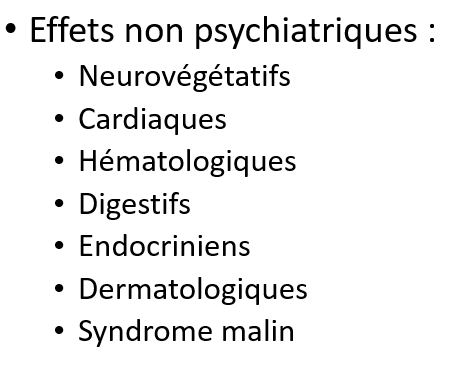 • Effets non psychiatriques :
• Neurovégétatifs
• Cardiaques
• Hématologiques
• Digestifs
• Endocriniens
• Dermatologiques
• Syndrome malin